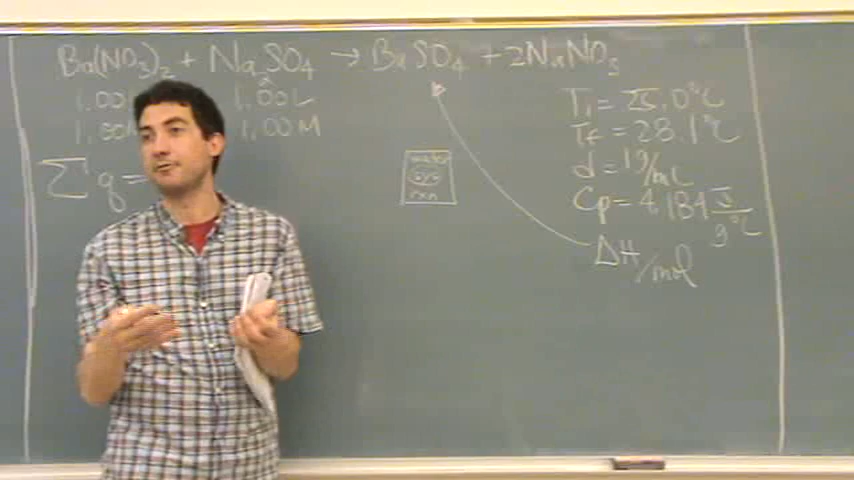 Ba(NO₃)₂ + Na₂SO₄ → BaSO₄ + 2NaNO₃
1.00L 1.00L
1.00M 1.00M
Σq=
water
sys
rxn
Ti = 25.0°C
Tf = 28.1°C
d = 1g/mL
Cp = 4.184 J/g°C
ΔH/mol